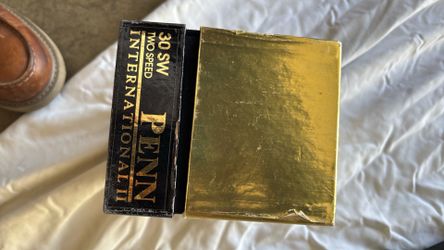 PENN
INTERNATIONAL II
30 SW
TWO SPEED